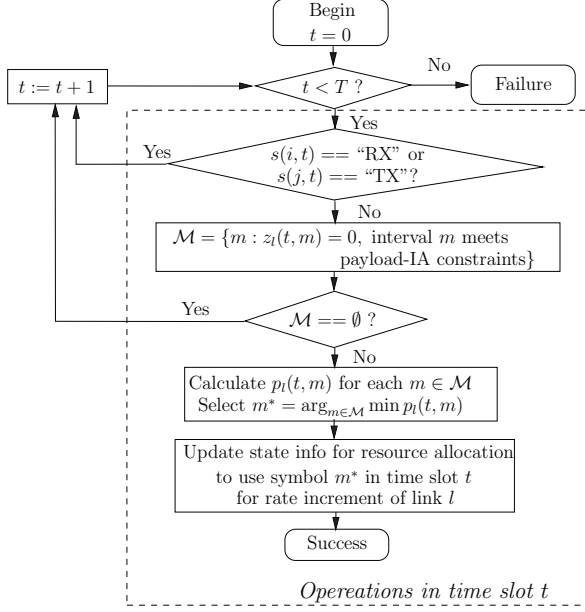 Begin
t = 0
t := t + 1
t < T ?
No
Failure
Yes
Yes
s(i, t) == “RX” or
s(j, t) == “TX”?
No
ℳ = {m : z_l(t, m) = 0, interval m meets
payload-IA constraints}
Yes
ℳ == ∅ ?
No
Calculate p_l(t, m) for each m ∈ ℳ
Select m* = arg_{m∈ℳ} min p_l(t, m)
Update state info for resource allocation
to use symbol m* in time slot t
for rate increment of link l
Success
Opereations in time slot t